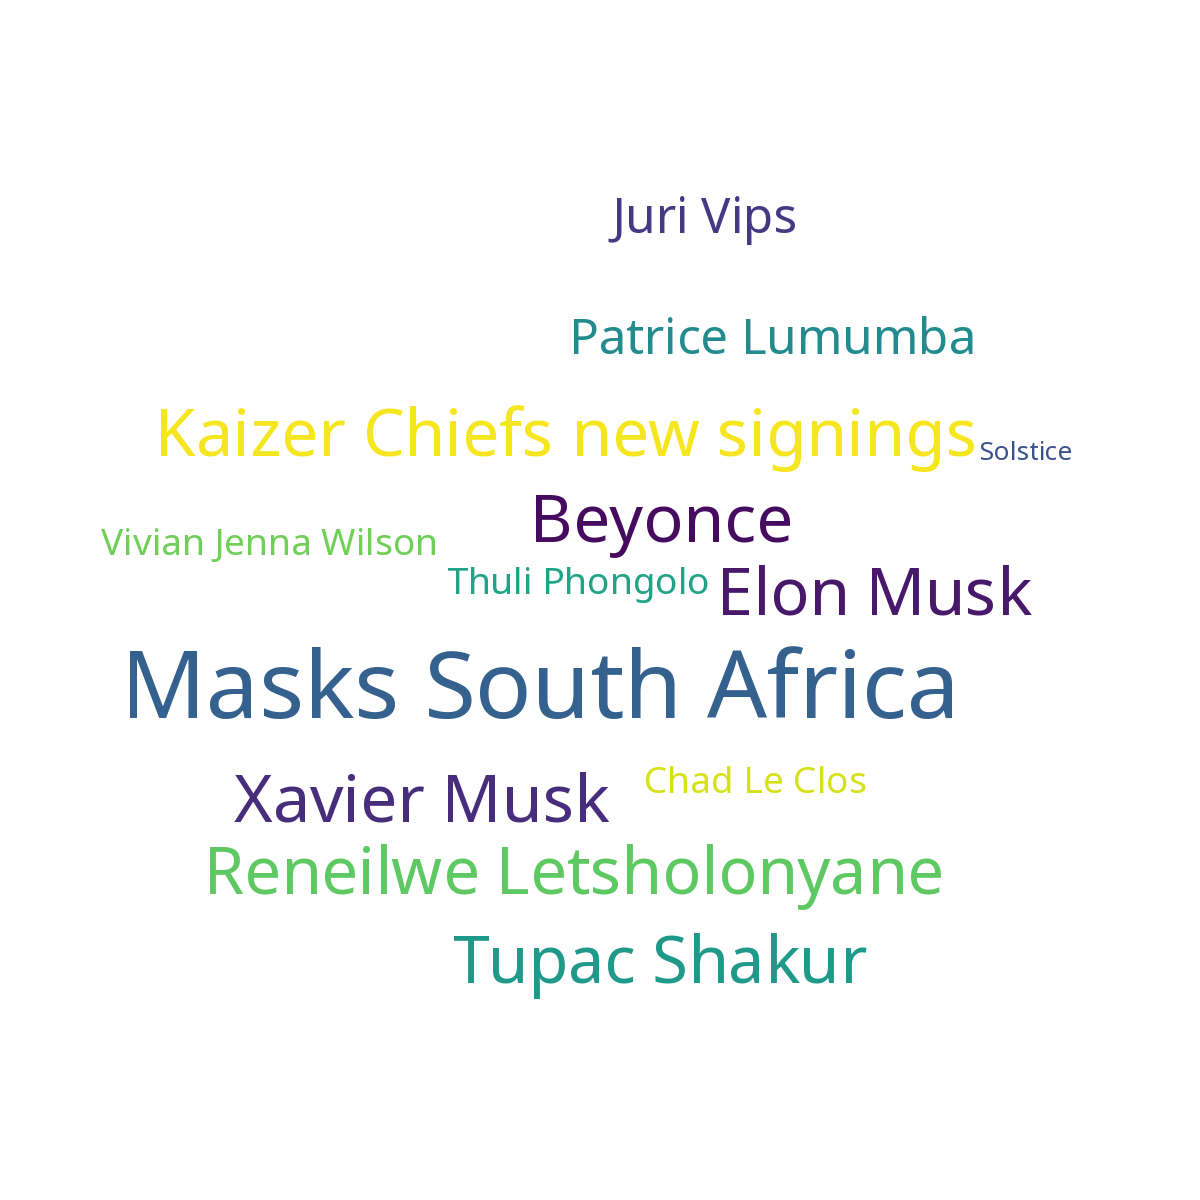 Juri Vips
Patrice Lumumba
Kaizer Chiefs new signings
Solstice
Beyonce
Vivian Jenna Wilson
Thuli Phongolo
Elon Musk
Masks South Africa
Xavier Musk
Chad Le Clos
Reneilwe Letsholonyane
Tupac Shakur